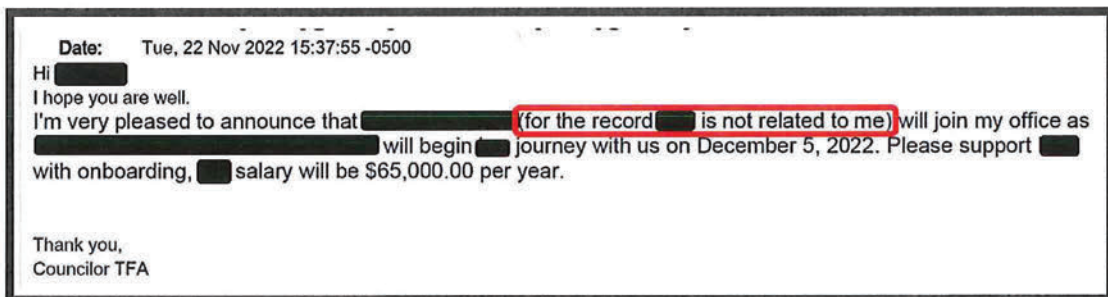 Date: Tue, 22 Nov 2022 15:37:55 -0500
Hi
I hope you are well.
I'm very pleased to announce that (for the record is not related to me) will join my office as
will begin journey with us on December 5, 2022. Please support
with onboarding, salary will be $65,000.00 per year.
Thank you,
Councilor TFA